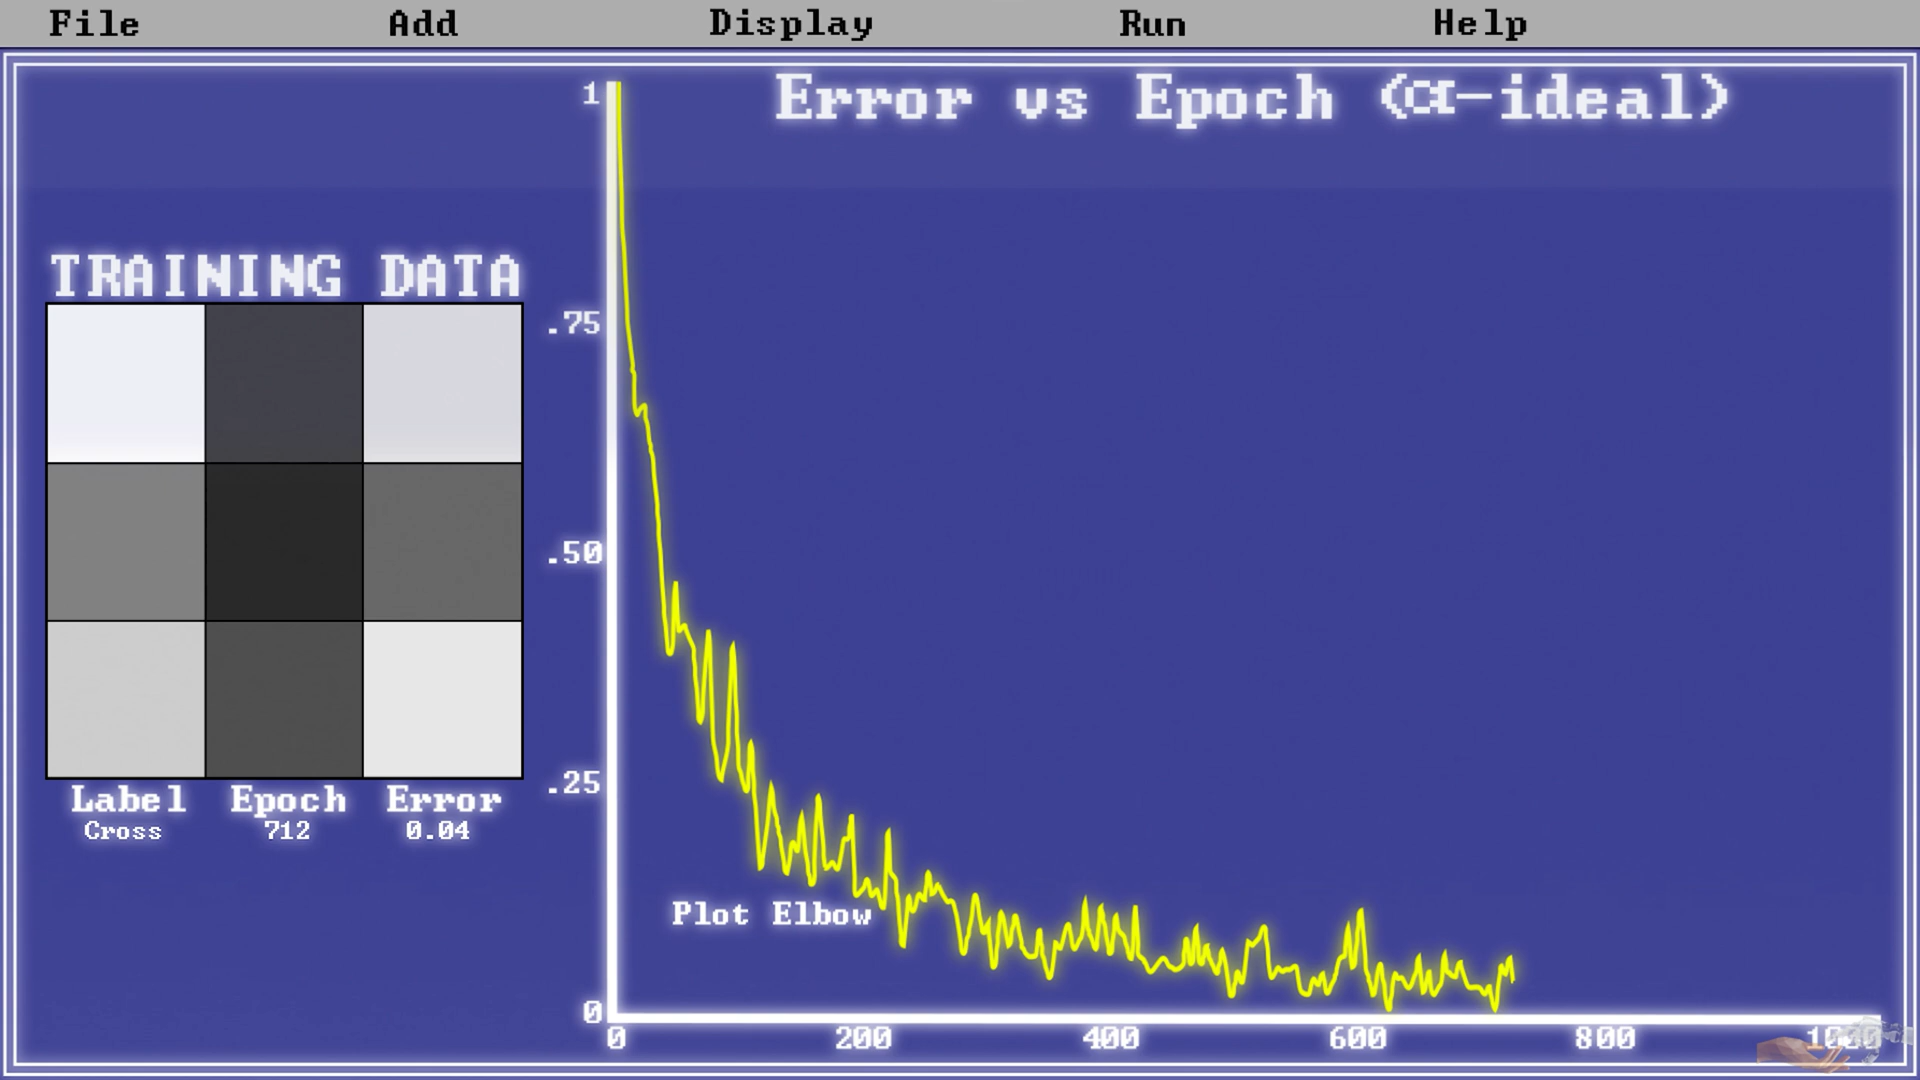 File Add Display Run Help
Error vs Epoch (α-ideal)
TRAINING DATA
Label Epoch Error
Cross 712 0.04
1
.75
.50
.25
0
Plot Elbow
0 200 400 600 800 1000